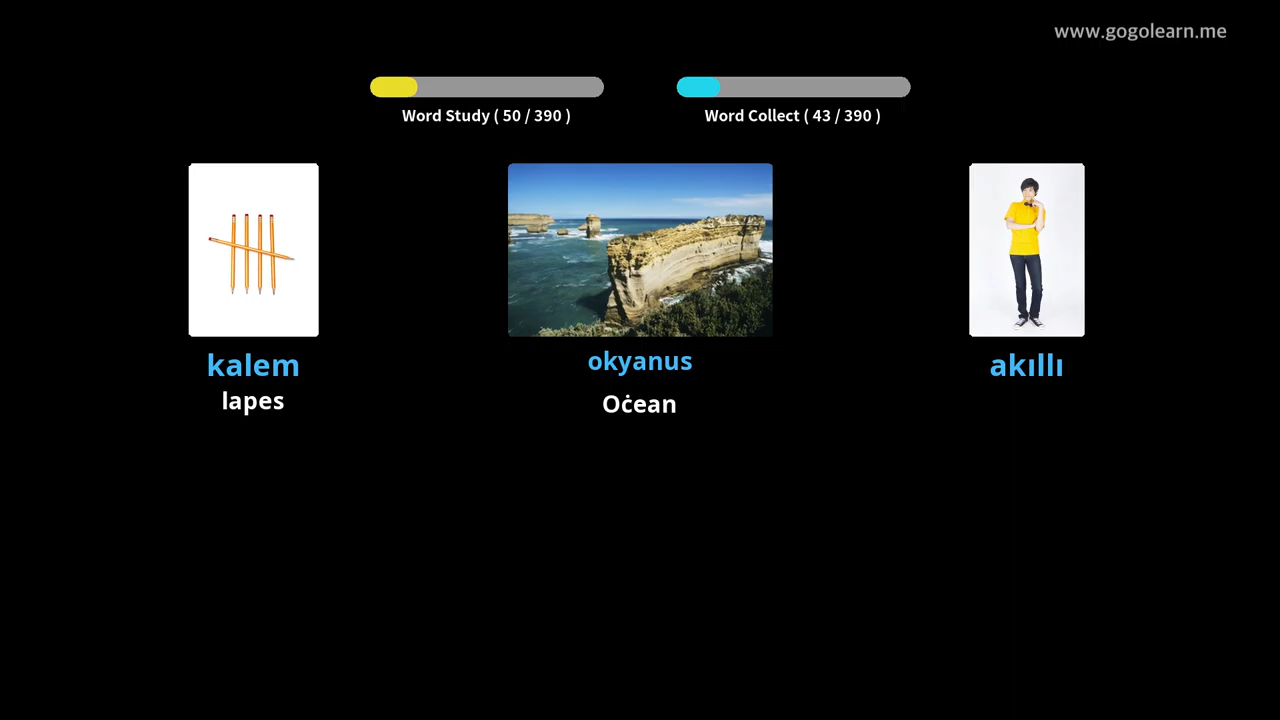 www.gogolearn.me
Word Study ( 50 / 390 )
Word Collect ( 43 / 390 )
kalem
lapes
okyanus
Oċean
akıllı